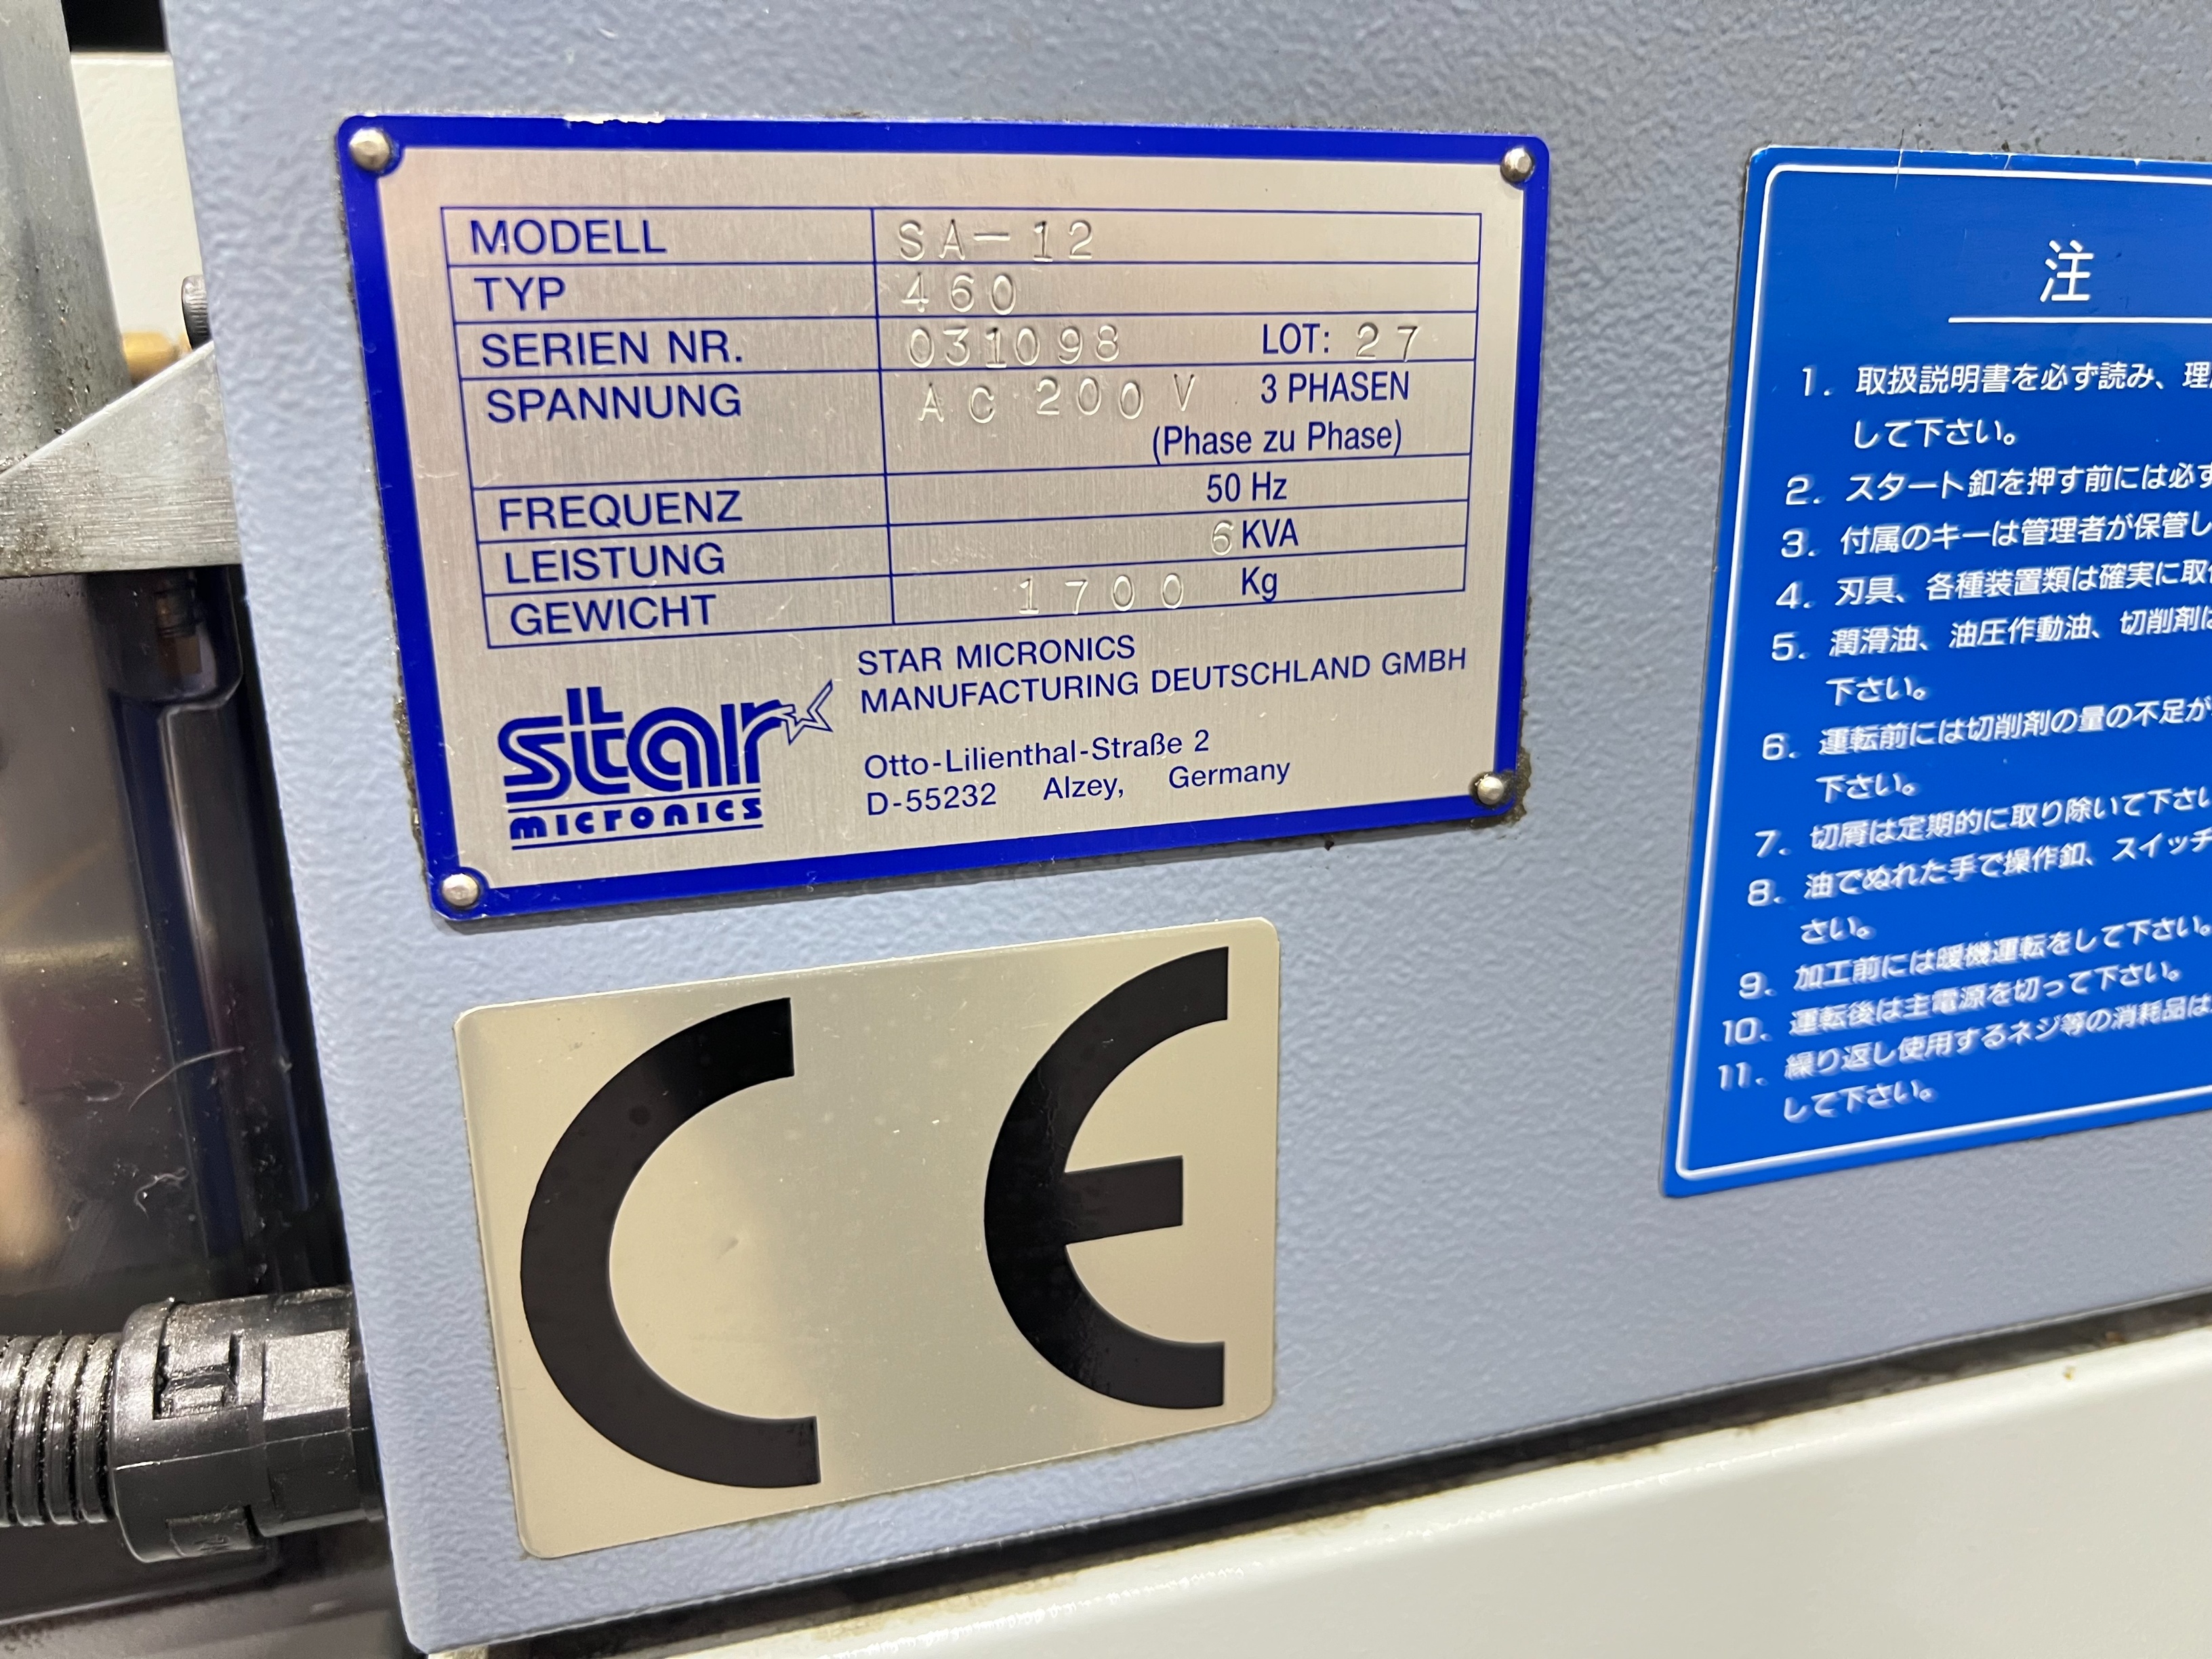 MODELL SA-12
TYP 460
SERIEN NR. 031098 LOT: 27
SPANNUNG AC 200 V 3 PHASEN
(Phase zu Phase)
FREQUENZ 50 Hz
LEISTUNG 6 KVA
GEWICHT 1700 Kg
star
micronics
STAR MICRONICS
MANUFACTURING DEUTSCHLAND GMBH
Otto-Lilienthal-Straße 2
D-55232 Alzey, Germany
CE
注
1. 取扱説明書を必ず読み、理
して下さい。
2. スタート釦を押す前には必ず
3. 付属のキーは管理者が保管し
4. 刃具、各種装置類は確実に取
5. 潤滑油、油圧作動油、切削剤は
下さい。
6. 運転前には切削剤の量の不足が
下さい。
7. 切屑は定期的に取り除いて下さい
8. 油でぬれた手で操作釦、スイッチ
さい。
9. 加工前には暖機運転をして下さい。
10. 運転後は主電源を切って下さい。
11. 繰り返し使用するネジ等の消耗品は
して下さい。